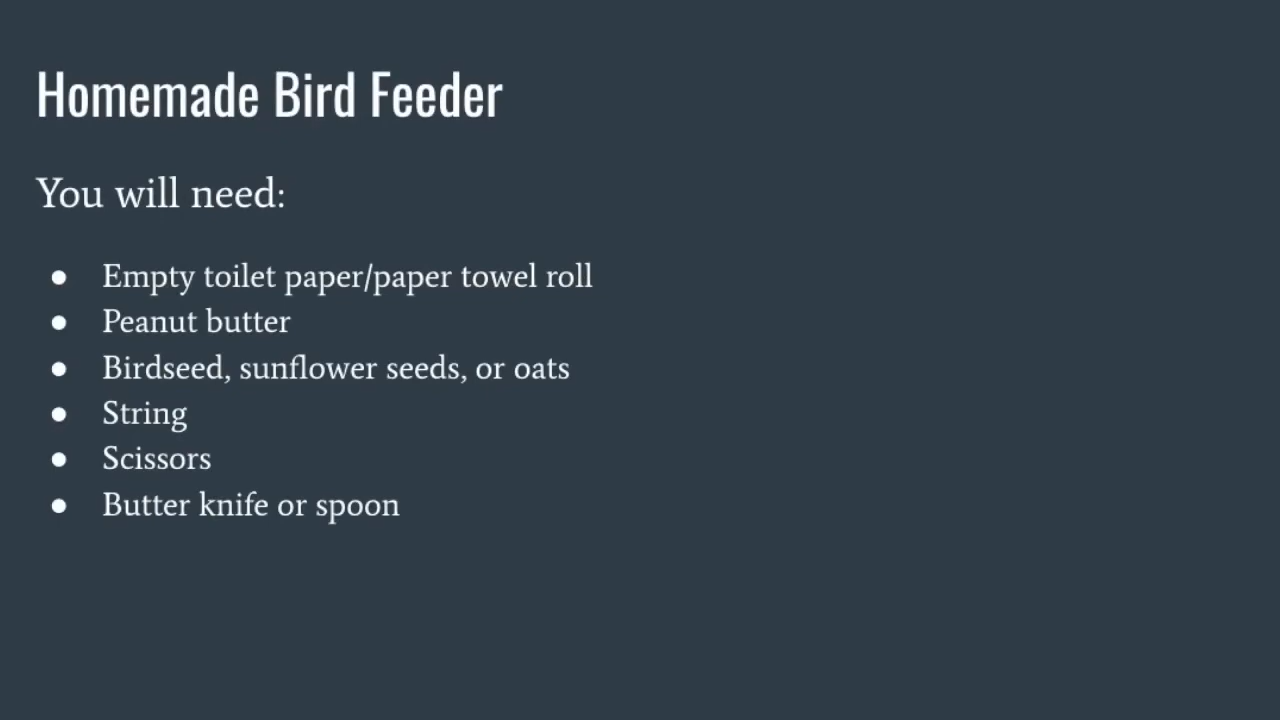 Homemade Bird Feeder
You will need:
● Empty toilet paper/paper towel roll
● Peanut butter
● Birdseed, sunflower seeds, or oats
● String
● Scissors
● Butter knife or spoon